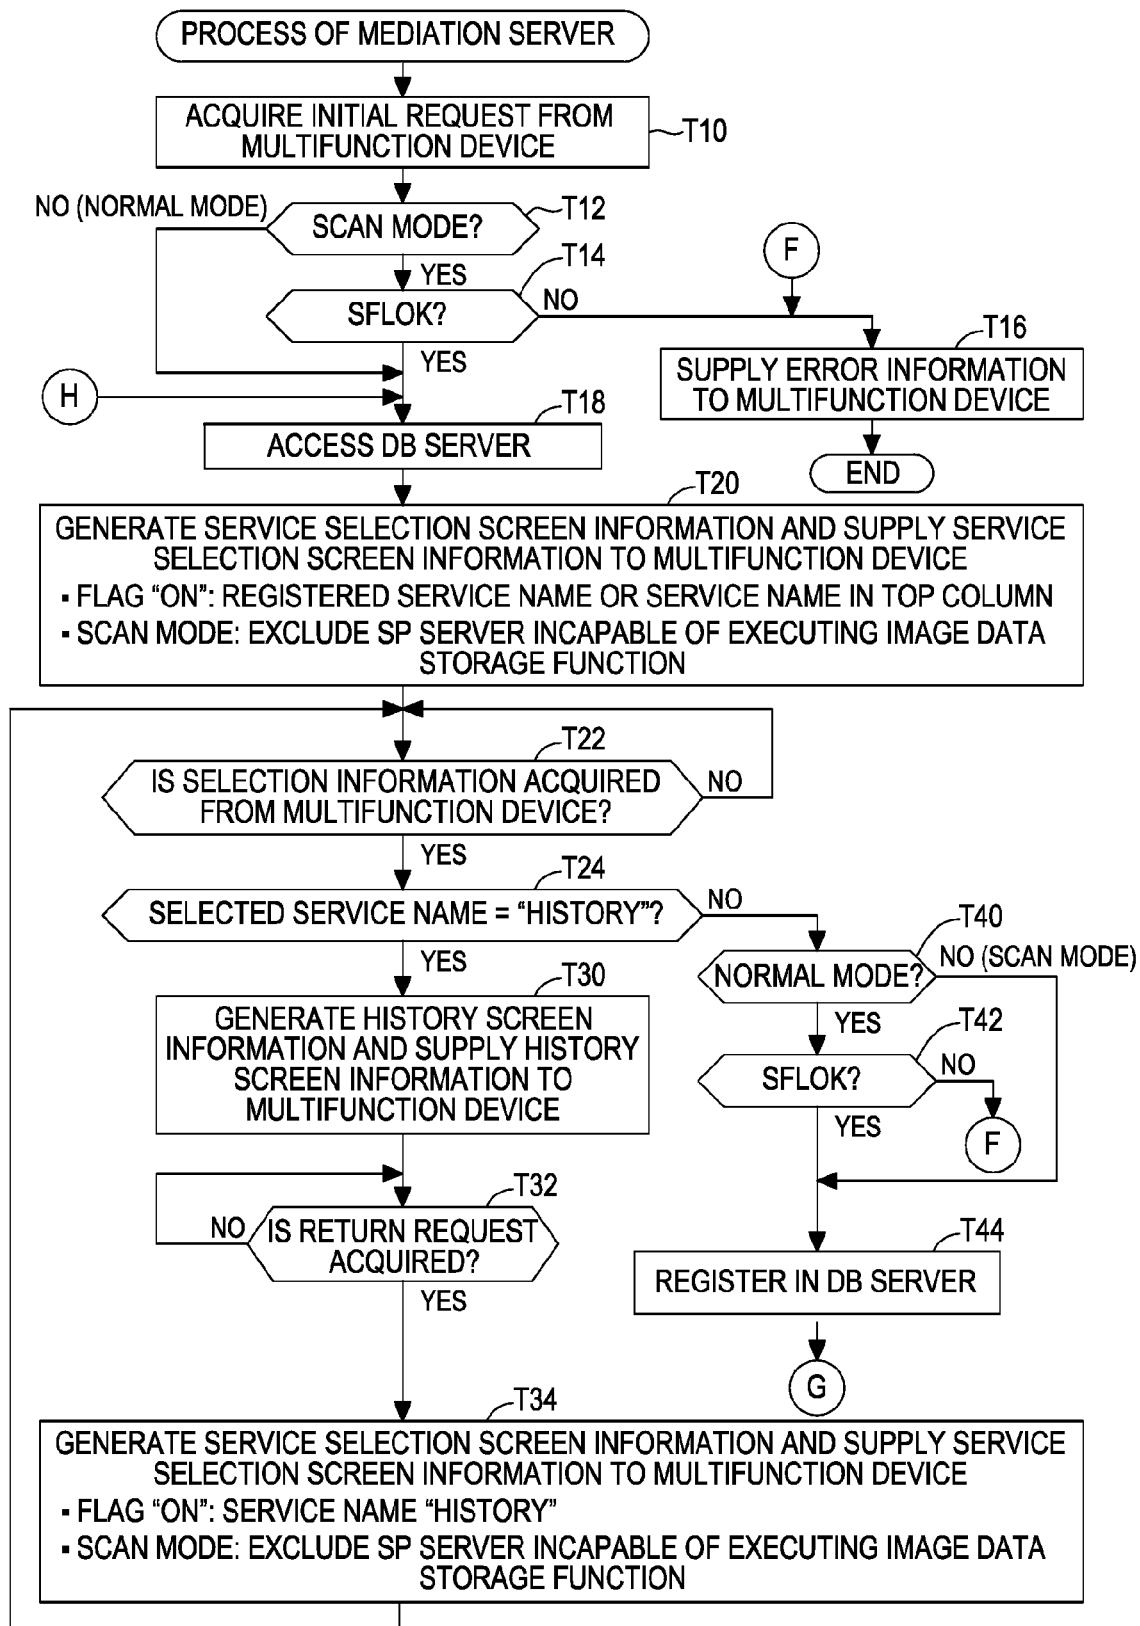 PROCESS OF MEDIATION SERVER
ACQUIRE INITIAL REQUEST FROM
MULTIFUNCTION DEVICE
T10
NO (NORMAL MODE)
T12
SCAN MODE?
YES
T14
F
SFLOK?
NO
YES
T16
SUPPLY ERROR INFORMATION
TO MULTIFUNCTION DEVICE
H
T18
ACCESS DB SERVER
END
T20
GENERATE SERVICE SELECTION SCREEN INFORMATION AND SUPPLY SERVICE
SELECTION SCREEN INFORMATION TO MULTIFUNCTION DEVICE
▪ FLAG “ON”: REGISTERED SERVICE NAME OR SERVICE NAME IN TOP COLUMN
▪ SCAN MODE: EXCLUDE SP SERVER INCAPABLE OF EXECUTING IMAGE DATA
STORAGE FUNCTION
T22
IS SELECTION INFORMATION ACQUIRED
FROM MULTIFUNCTION DEVICE?
NO
YES
T24
SELECTED SERVICE NAME = “HISTORY”?
NO
YES
T40
NORMAL MODE?
NO (SCAN MODE)
T30
GENERATE HISTORY SCREEN
INFORMATION AND SUPPLY HISTORY
SCREEN INFORMATION TO
MULTIFUNCTION DEVICE
YES
T42
SFLOK?
NO
YES
F
T32
NO
IS RETURN REQUEST
ACQUIRED?
YES
T44
REGISTER IN DB SERVER
G
T34
GENERATE SERVICE SELECTION SCREEN INFORMATION AND SUPPLY SERVICE
SELECTION SCREEN INFORMATION TO MULTIFUNCTION DEVICE
▪ FLAG “ON”: SERVICE NAME “HISTORY”
▪ SCAN MODE: EXCLUDE SP SERVER INCAPABLE OF EXECUTING IMAGE DATA
STORAGE FUNCTION